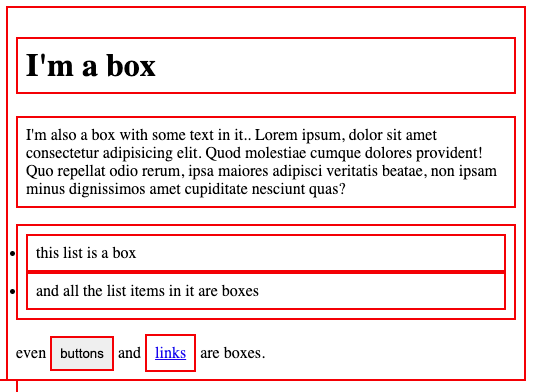 I'm a box
I'm also a box with some text in it.. Lorem ipsum, dolor sit amet
consectetur adipisicing elit. Quod molestiae cumque dolores provident!
Quo repellat odio rerum, ipsa maiores adipisci veritatis beatae, non ipsam
minus dignissimos amet cupiditate nesciunt quas?
this list is a box
and all the list items in it are boxes
even buttons and links are boxes.